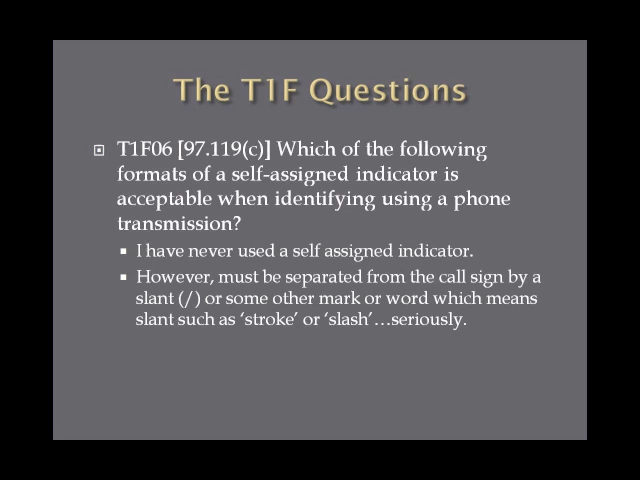 The T1F Questions
T1F06 [97.119(c)] Which of the following
formats of a self-assigned indicator is
acceptable when identifying using a phone
transmission?
I have never used a self assigned indicator.
However, must be separated from the call sign by a
slant (/) or some other mark or word which means
slant such as ‘stroke’ or ‘slash’…seriously.